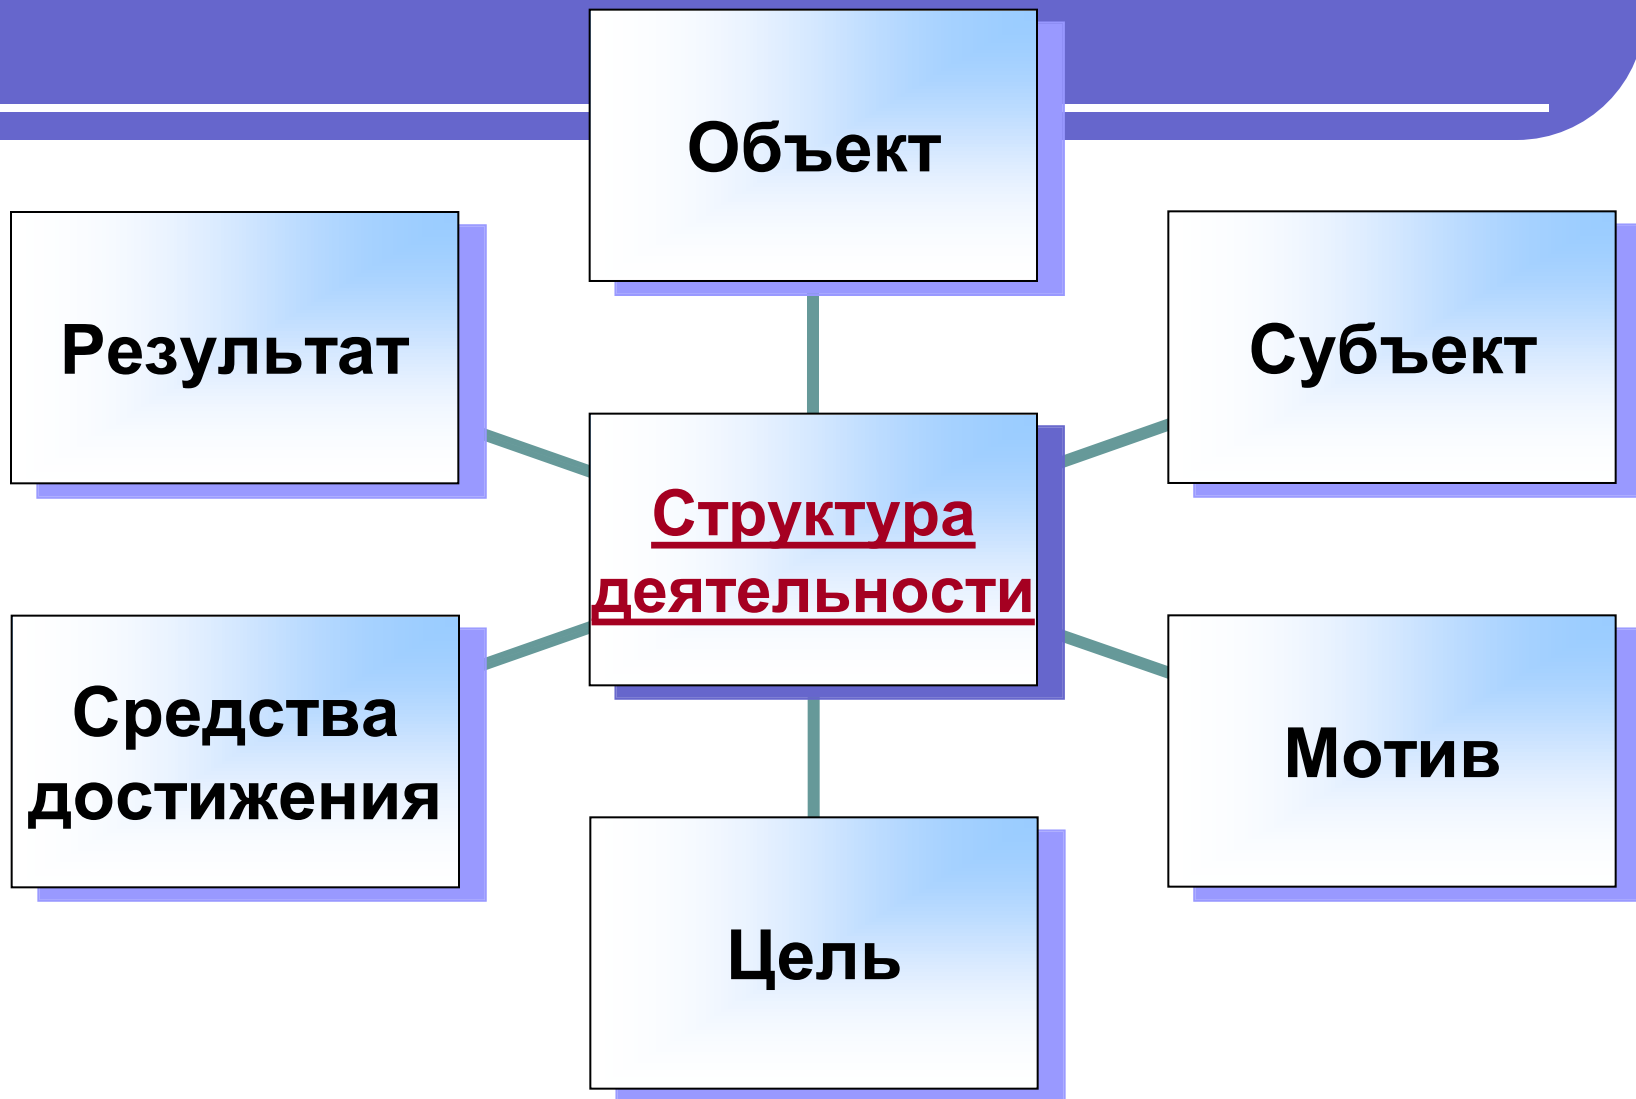 Объект
Результат
Субъект
Структура
деятельности
Средства
достижения
Мотив
Цель